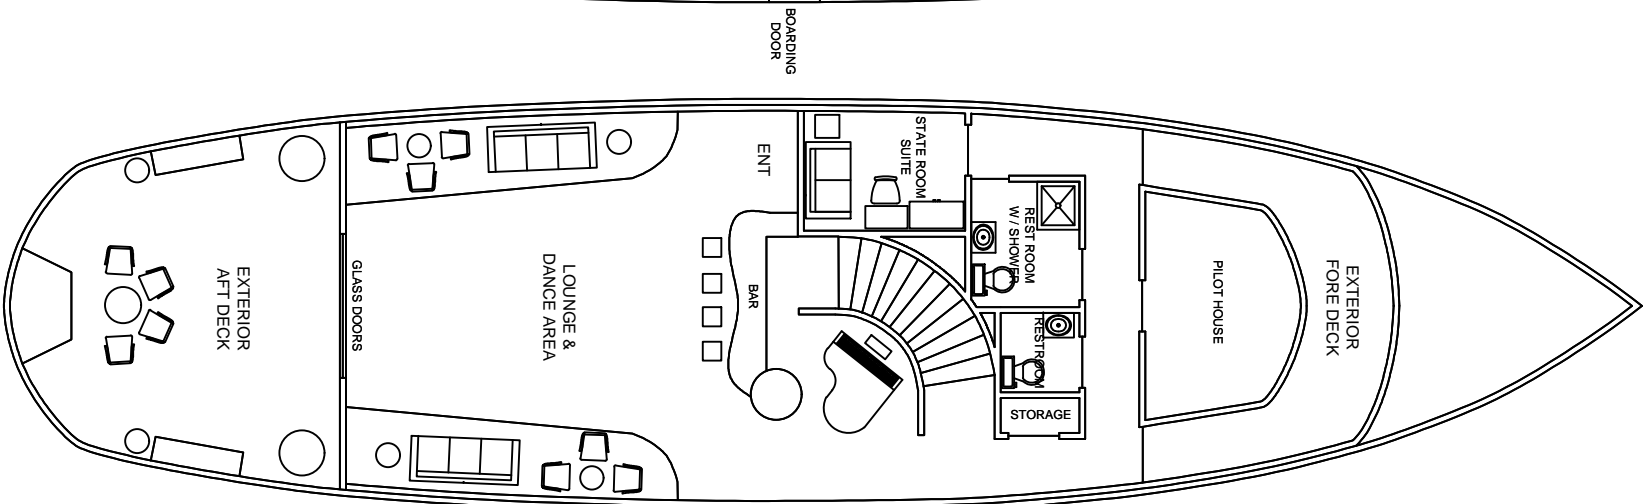 BOARDING
DOOR
EXTERIOR
AFT DECK
GLASS DOORS
LOUNGE &
DANCE AREA
ENT
BAR
STATE ROOM
SUITE
REST ROOM
W / SHOWER
RESTROOM
STORAGE
PILOT HOUSE
EXTERIOR
FORE DECK